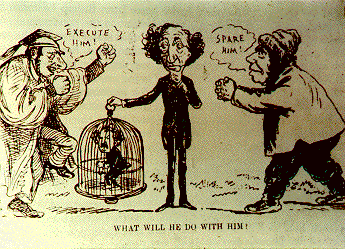 EXECUTE
HIM!
SPARE
HIM!
WHAT WILL HE DO WITH HIM?